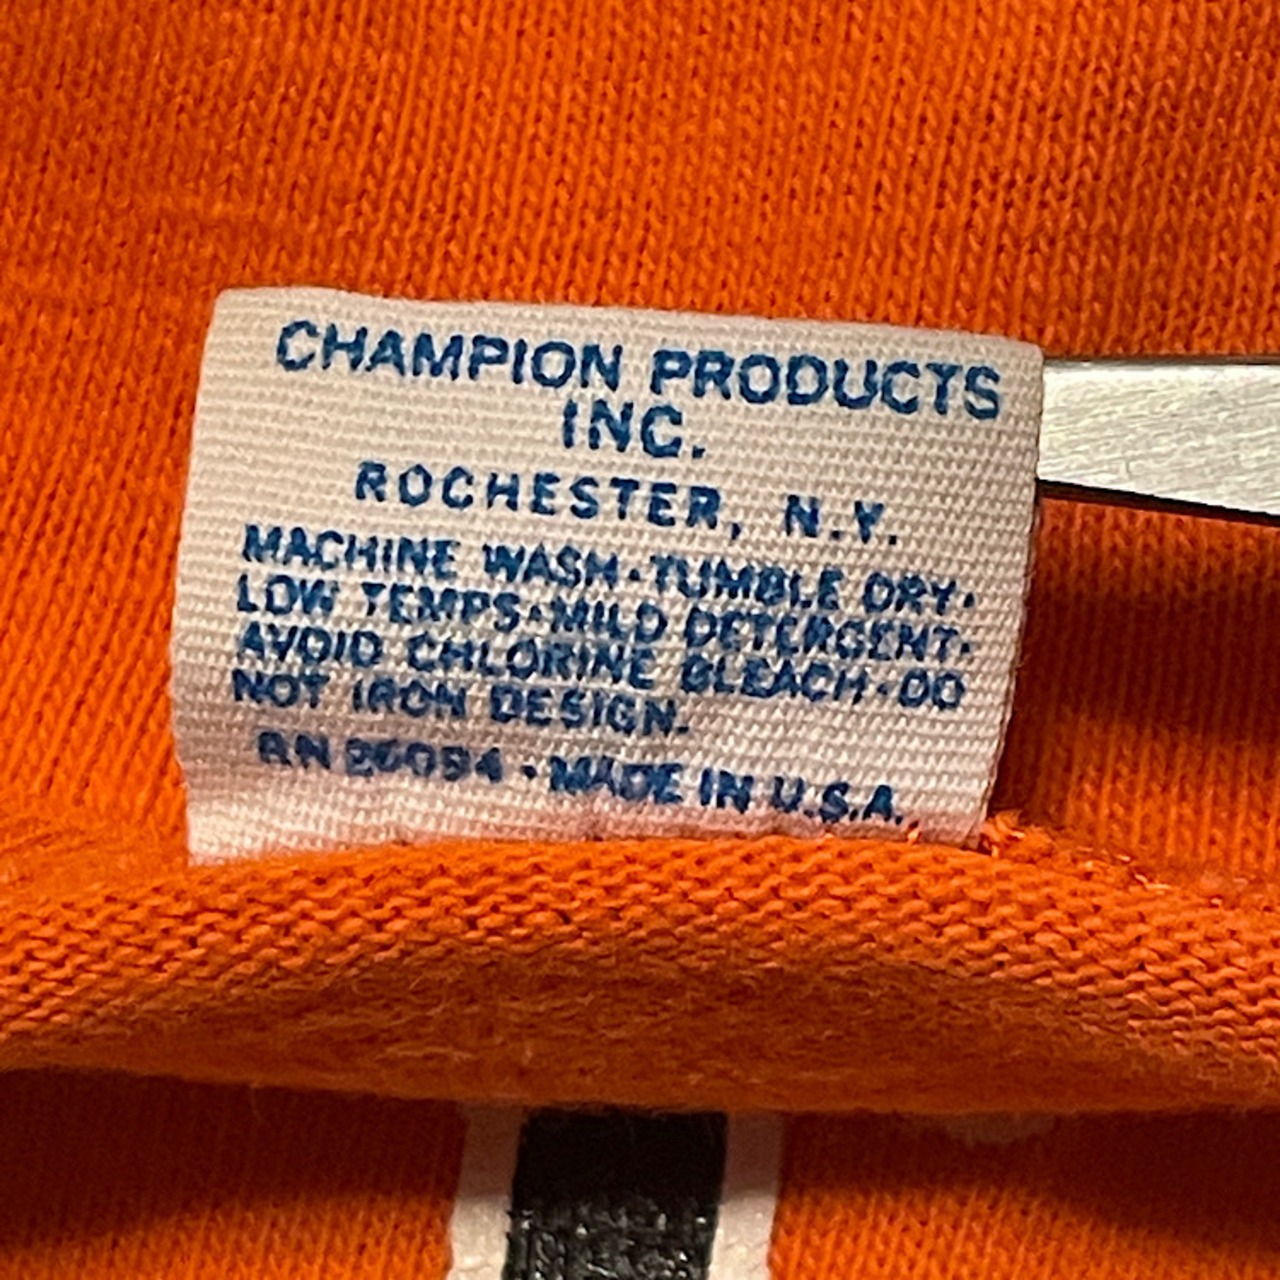 CHAMPION PRODUCTS
INC.
ROCHESTER, N.Y.
MACHINE WASH·TUMBLE DRY·
LOW TEMPS·MILD DETERGENT·
AVOID CHLORINE BLEACH·DO
NOT IRON DESIGN.
RN 26094 · MADE IN U.S.A.